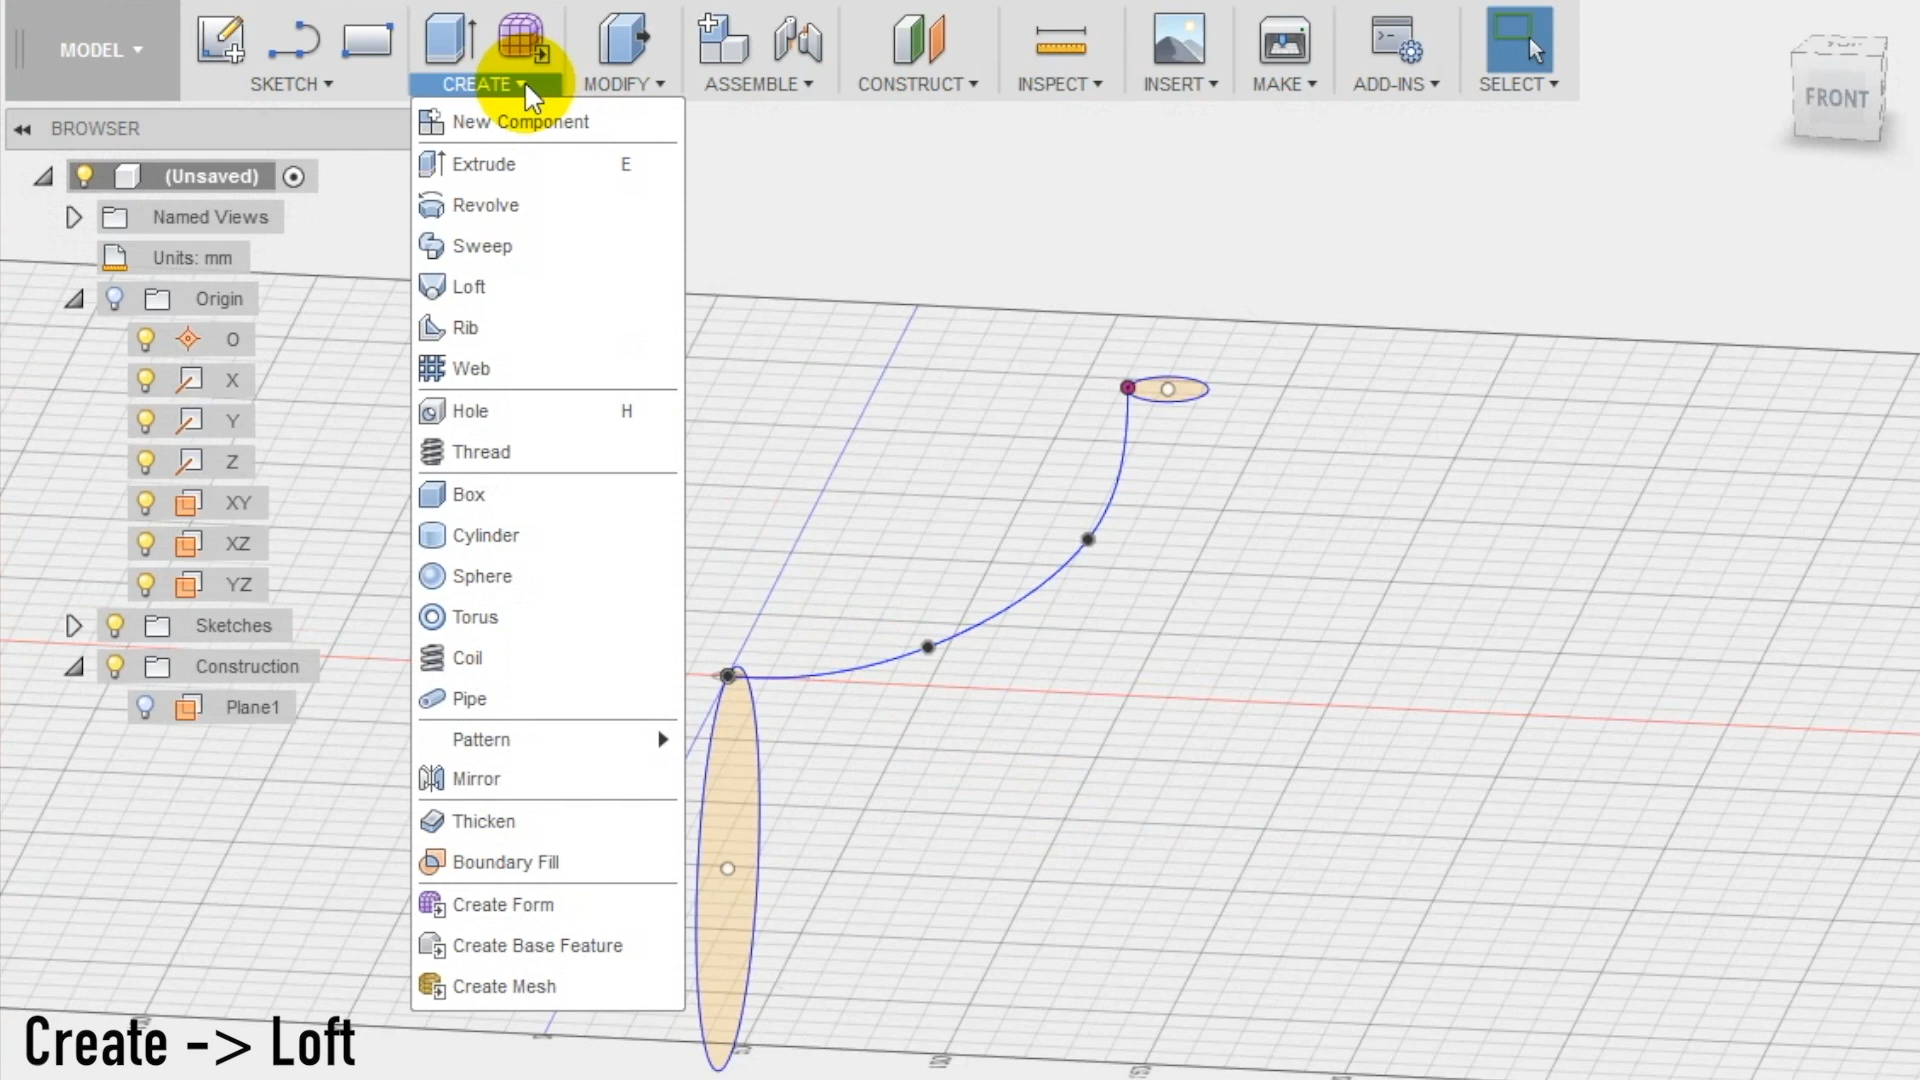 MODEL
SKETCH
CREATE
MODIFY
ASSEMBLE
CONSTRUCT
INSPECT
INSERT
MAKE
ADD-INS
SELECT
FRONT
BROWSER
(Unsaved)
Named Views
Units: mm
Origin
O
X
Y
Z
XY
XZ
YZ
Sketches
Construction
Plane1
New Component
Extrude E
Revolve
Sweep
Loft
Rib
Web
Hole H
Thread
Box
Cylinder
Sphere
Torus
Coil
Pipe
Pattern
Mirror
Thicken
Boundary Fill
Create Form
Create Base Feature
Create Mesh
Create -> Loft